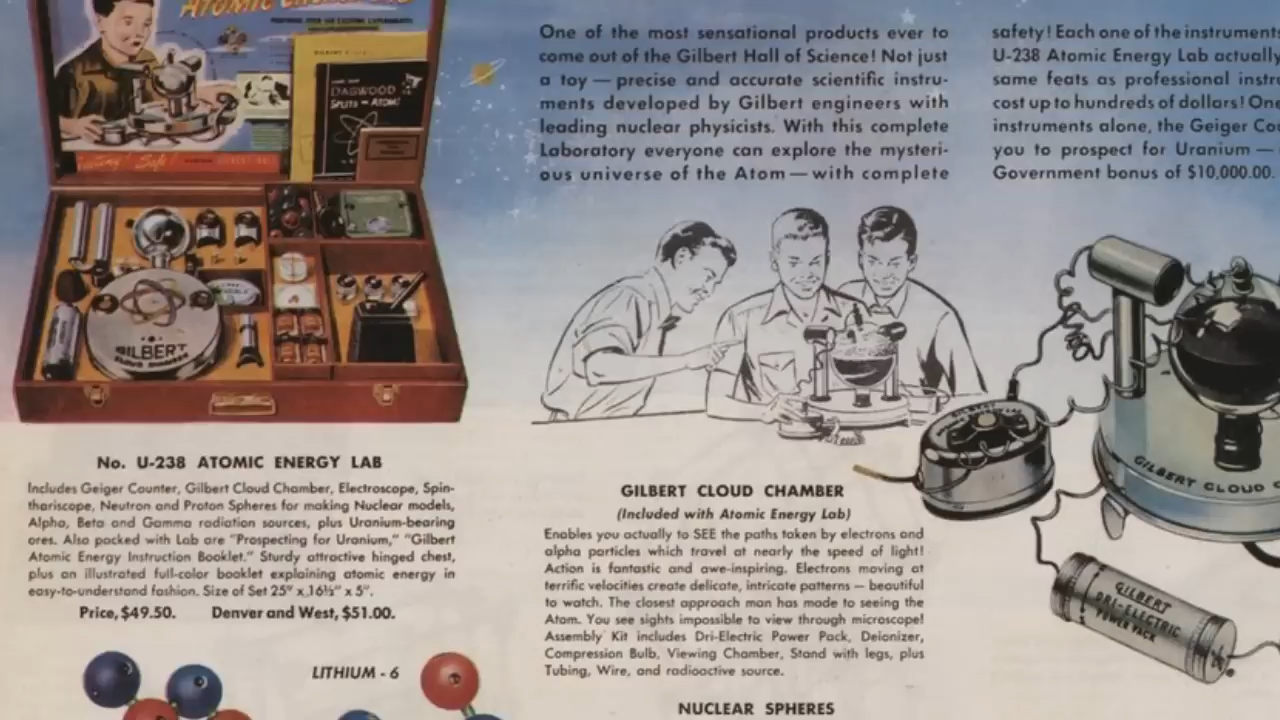 ATOMIC
GILBERT
DAGWOOD
SPLITS the ATOM
Exciting! Safe!
GILBERT
CLOUD CHAMBER
One of the most sensational products ever to
come out of the Gilbert Hall of Science! Not just
a toy — precise and accurate scientific instru-
ments developed by Gilbert engineers with
leading nuclear physicists. With this complete
Laboratory everyone can explore the mysteri-
ous universe of the Atom — with complete
safety! Each one of the instruments
U-238 Atomic Energy Lab actually
same feats as professional instr
cost up to hundreds of dollars! One
instruments alone, the Geiger Cou
you to prospect for Uranium —
Government bonus of $10,000.00.
No. U-238 ATOMIC ENERGY LAB
Includes Geiger Counter, Gilbert Cloud Chamber, Electroscope, Spin-
thariscope, Neutron and Proton Spheres for making Nuclear models,
Alpha, Beta and Gamma radiation sources, plus Uranium-bearing
ores. Also packed with Lab are "Prospecting for Uranium," "Gilbert
Atomic Energy Instruction Booklet." Sturdy attractive hinged chest,
plus an illustrated full-color booklet explaining atomic energy in
easy-to-understand fashion. Size of Set 25" x 16½" x 5".
Price, $49.50. Denver and West, $51.00.
LITHIUM - 6
GILBERT CLOUD CHAMBER
(Included with Atomic Energy Lab)
Enables you actually to SEE the paths taken by electrons and
alpha particles which travel at nearly the speed of light!
Action is fantastic and awe-inspiring. Electrons moving at
terrific velocities create delicate, intricate patterns — beautiful
to watch. The closest approach man has made to seeing the
Atom. You see sights impossible to view through microscope!
Assembly Kit includes Dri-Electric Power Pack, Deionizer,
Compression Bulb, Viewing Chamber, Stand with legs, plus
Tubing, Wire, and radioactive source.
NUCLEAR SPHERES
GILBERT CLOUD C
GILBERT
DRI-ELECTRIC
POWER PACK